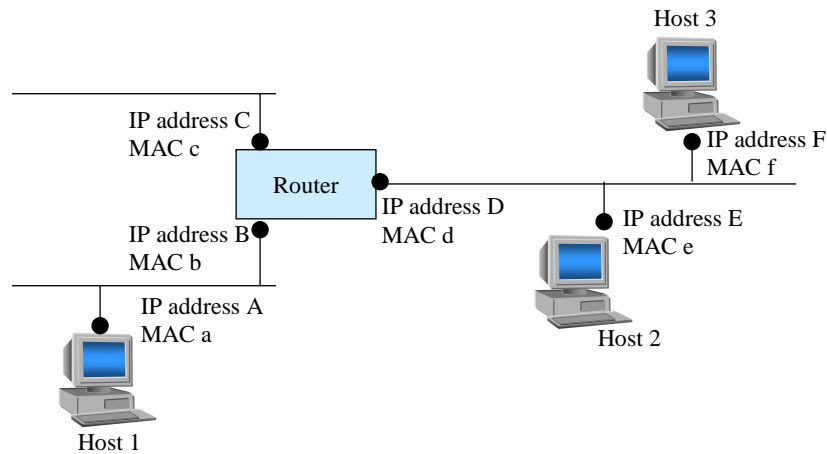 Host 3
IP address C
MAC c
IP address F
MAC f
Router
IP address D
MAC d
IP address E
MAC e
IP address B
MAC b
IP address A
MAC a
Host 2
Host 1